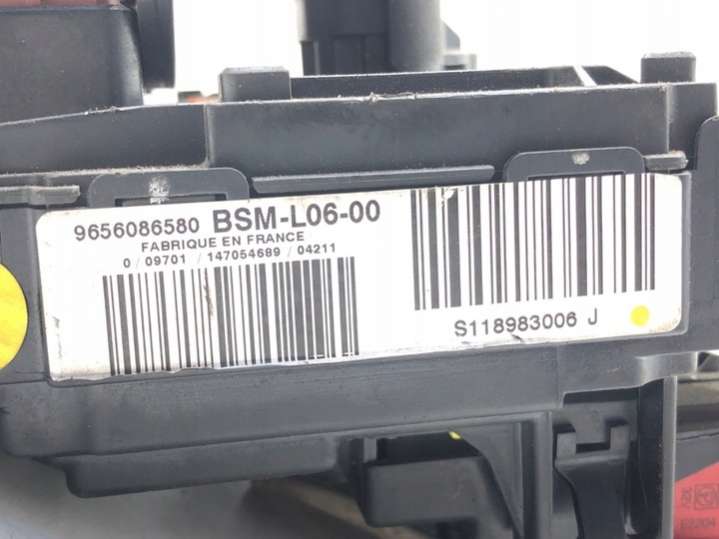 9656086580 BSM-L06-00
FABRIQUE EN FRANCE
0 / 09701 / 147054689 / 04211
S118983006 J